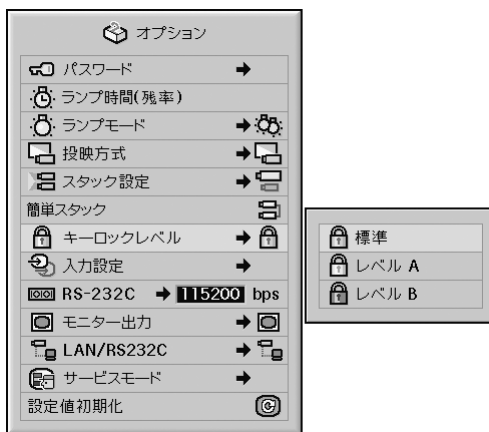 オプション
パスワード
ランプ時間(残率)
ランプモード
投映方式
スタック設定
簡単スタック
キーロックレベル
入力設定
RS-232C 115200 bps
モニター出力
LAN/RS232C
サービスモード
設定値初期化
標準
レベル A
レベル B